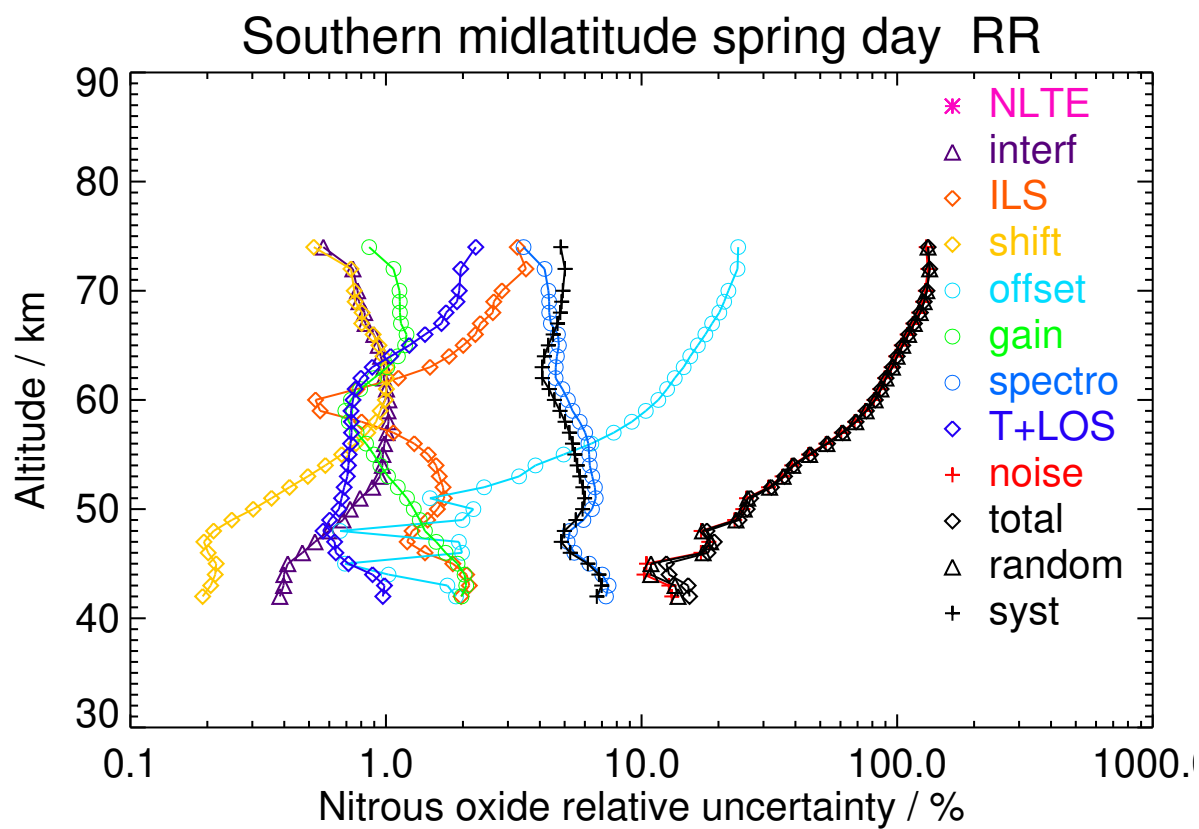 Southern midlatitude spring day RR
90
80
70
60
50
40
30
Altitude / km
NLTE
interf
ILS
shift
offset
gain
spectro
T+LOS
noise
total
random
syst
0.1 1.0 10.0 100.0 1000.0
Nitrous oxide relative uncertainty / %